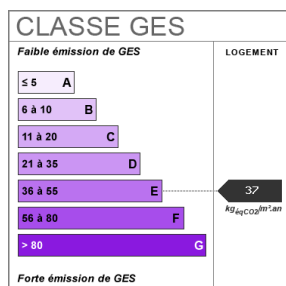 CLASSE GES
Faible émission de GES
LOGEMENT
≤ 5 A
6 à 10 B
11 à 20 C
21 à 35 D
36 à 55 E
37
kgéqCO2/m².an
56 à 80 F
> 80 G
Forte émission de GES